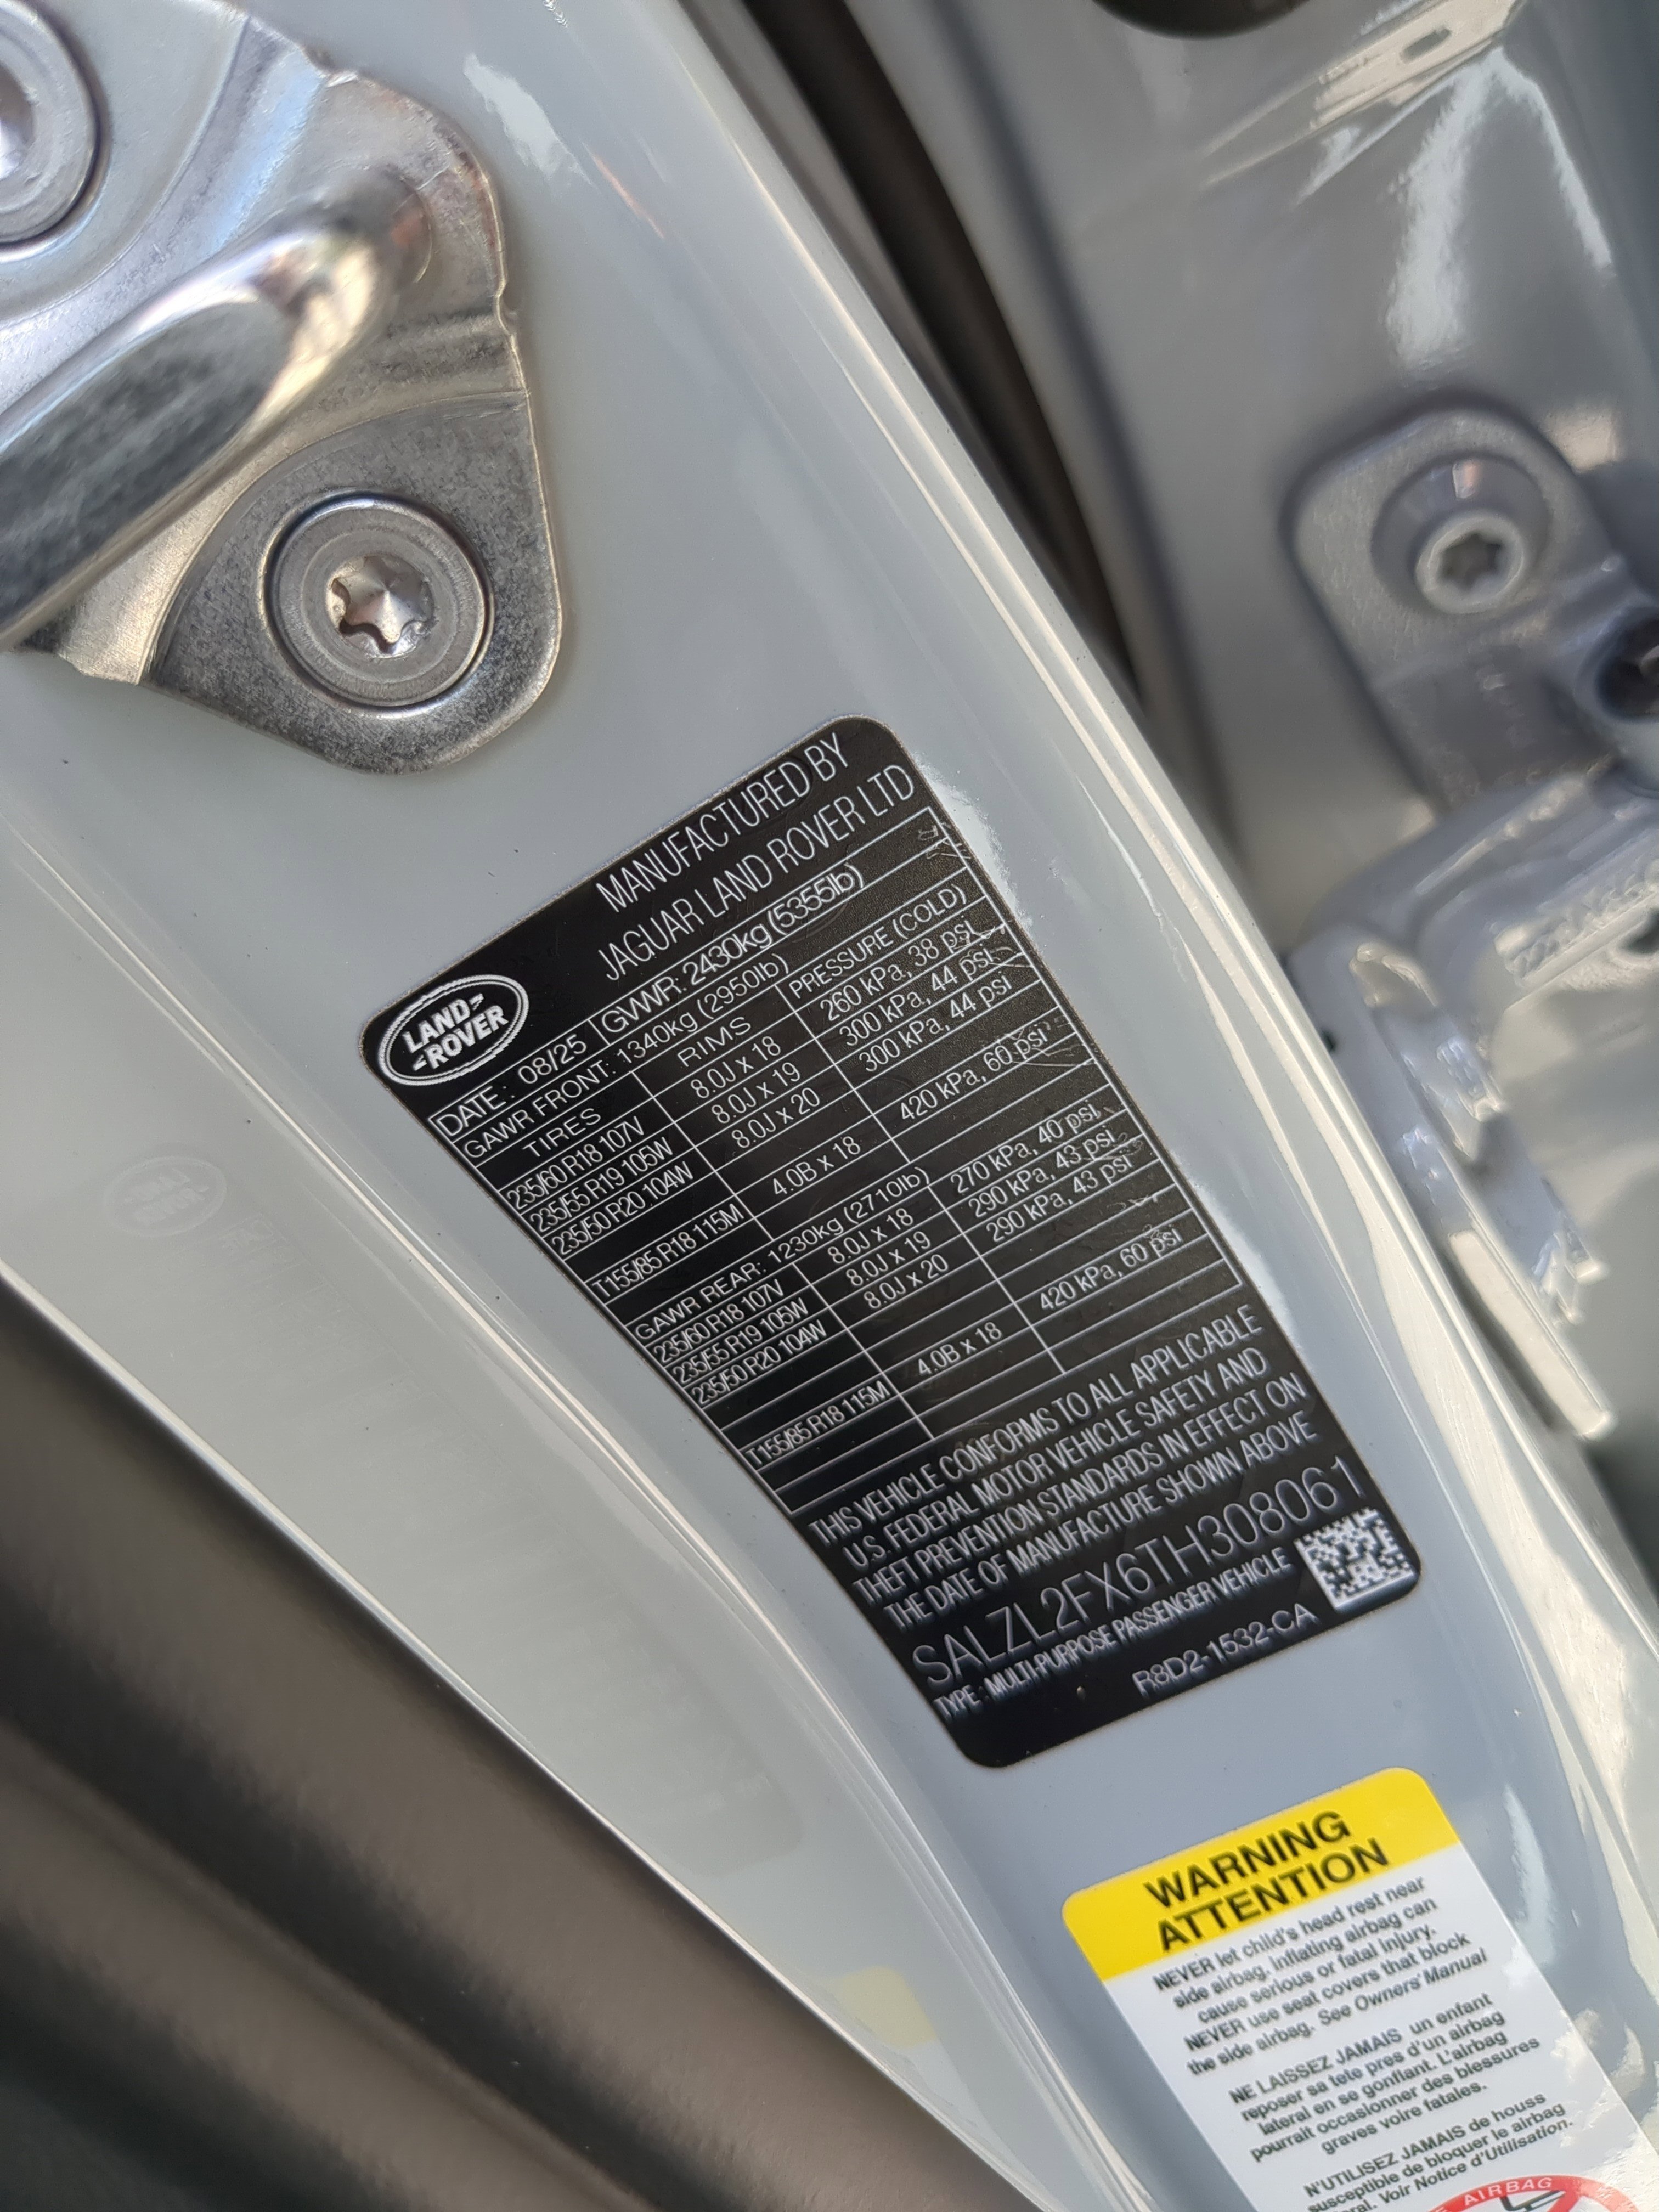 LAND
ROVER
MANUFACTURED BY
JAGUAR LAND ROVER LTD
DATE: 08/25 GVWR: 2430kg (5355lb)
GAWR FRONT: 1340kg (2950lb)
TIRES RIMS PRESSURE (COLD)
235/60 R18 107V 8.0J x 18 260 kPa, 38 psi
235/55 R19 105W 8.0J x 19 300 kPa, 44 psi
235/50 R20 104W 8.0J x 20 300 kPa, 44 psi
T155/85 R18 115M 4.0B x 18 420 kPa, 60 psi
GAWR REAR: 1230kg (2710lb)
235/60 R18 107V 8.0J x 18 270 kPa, 40 psi
235/55 R19 105W 8.0J x 19 290 kPa, 43 psi
235/50 R20 104W 8.0J x 20 290 kPa, 43 psi
T155/85 R18 115M 4.0B x 18 420 kPa, 60 psi
THIS VEHICLE CONFORMS TO ALL APPLICABLE
U.S. FEDERAL MOTOR VEHICLE SAFETY AND
THEFT PREVENTION STANDARDS IN EFFECT ON
THE DATE OF MANUFACTURE SHOWN ABOVE
SALZL2FX6TH308061
TYPE : MULTI-PURPOSE PASSENGER VEHICLE
R8D2-1532-CA
WARNING
ATTENTION
NEVER let child's head rest near
side airbag. Inflating airbag can
cause serious or fatal injury.
NEVER use seat covers that block
the side airbag. See Owners' Manual
NE LAISSEZ JAMAIS un enfant
reposer sa tete pres d'un airbag
lateral en se gonflant. L'airbag
pourrait occasionner des blessures
graves voire fatales.
N'UTILISEZ JAMAIS de houss
susceptible de bloquer le airbag
Voir Notice d'Utilisation.
AIRBAG